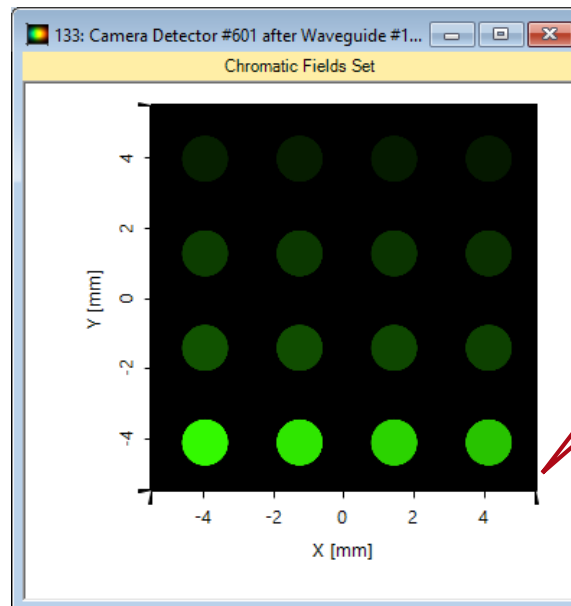 133: Camera Detector #601 after Waveguide #1...
Chromatic Fields Set
4
2
0
-2
-4
Y [mm]
-4 -2 0 2 4
X [mm]